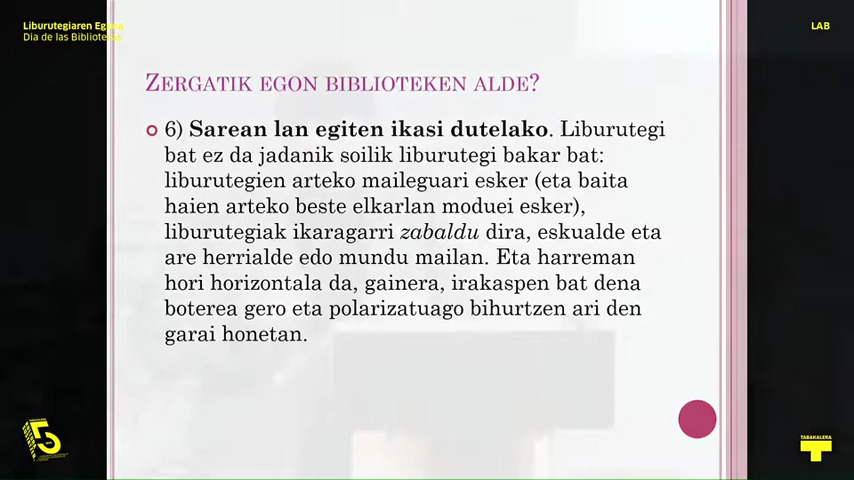 Liburutegiaren Eguna
Día de las Bibliotecas
LAB
ZERGATIK EGON BIBLIOTEKEN ALDE?
6) Sarean lan egiten ikasi dutelako. Liburutegi
bat ez da jadanik soilik liburutegi bakar bat:
liburutegien arteko maileguari esker (eta baita
haien arteko beste elkarlan moduei esker),
liburutegiak ikaragarri zabaldu dira, eskualde eta
are herrialde edo mundu mailan. Eta harreman
hori horizontala da, gainera, irakaspen bat dena
boterea gero eta polarizatuago bihurtzen ari den
garai honetan.
5
TABAKALERA